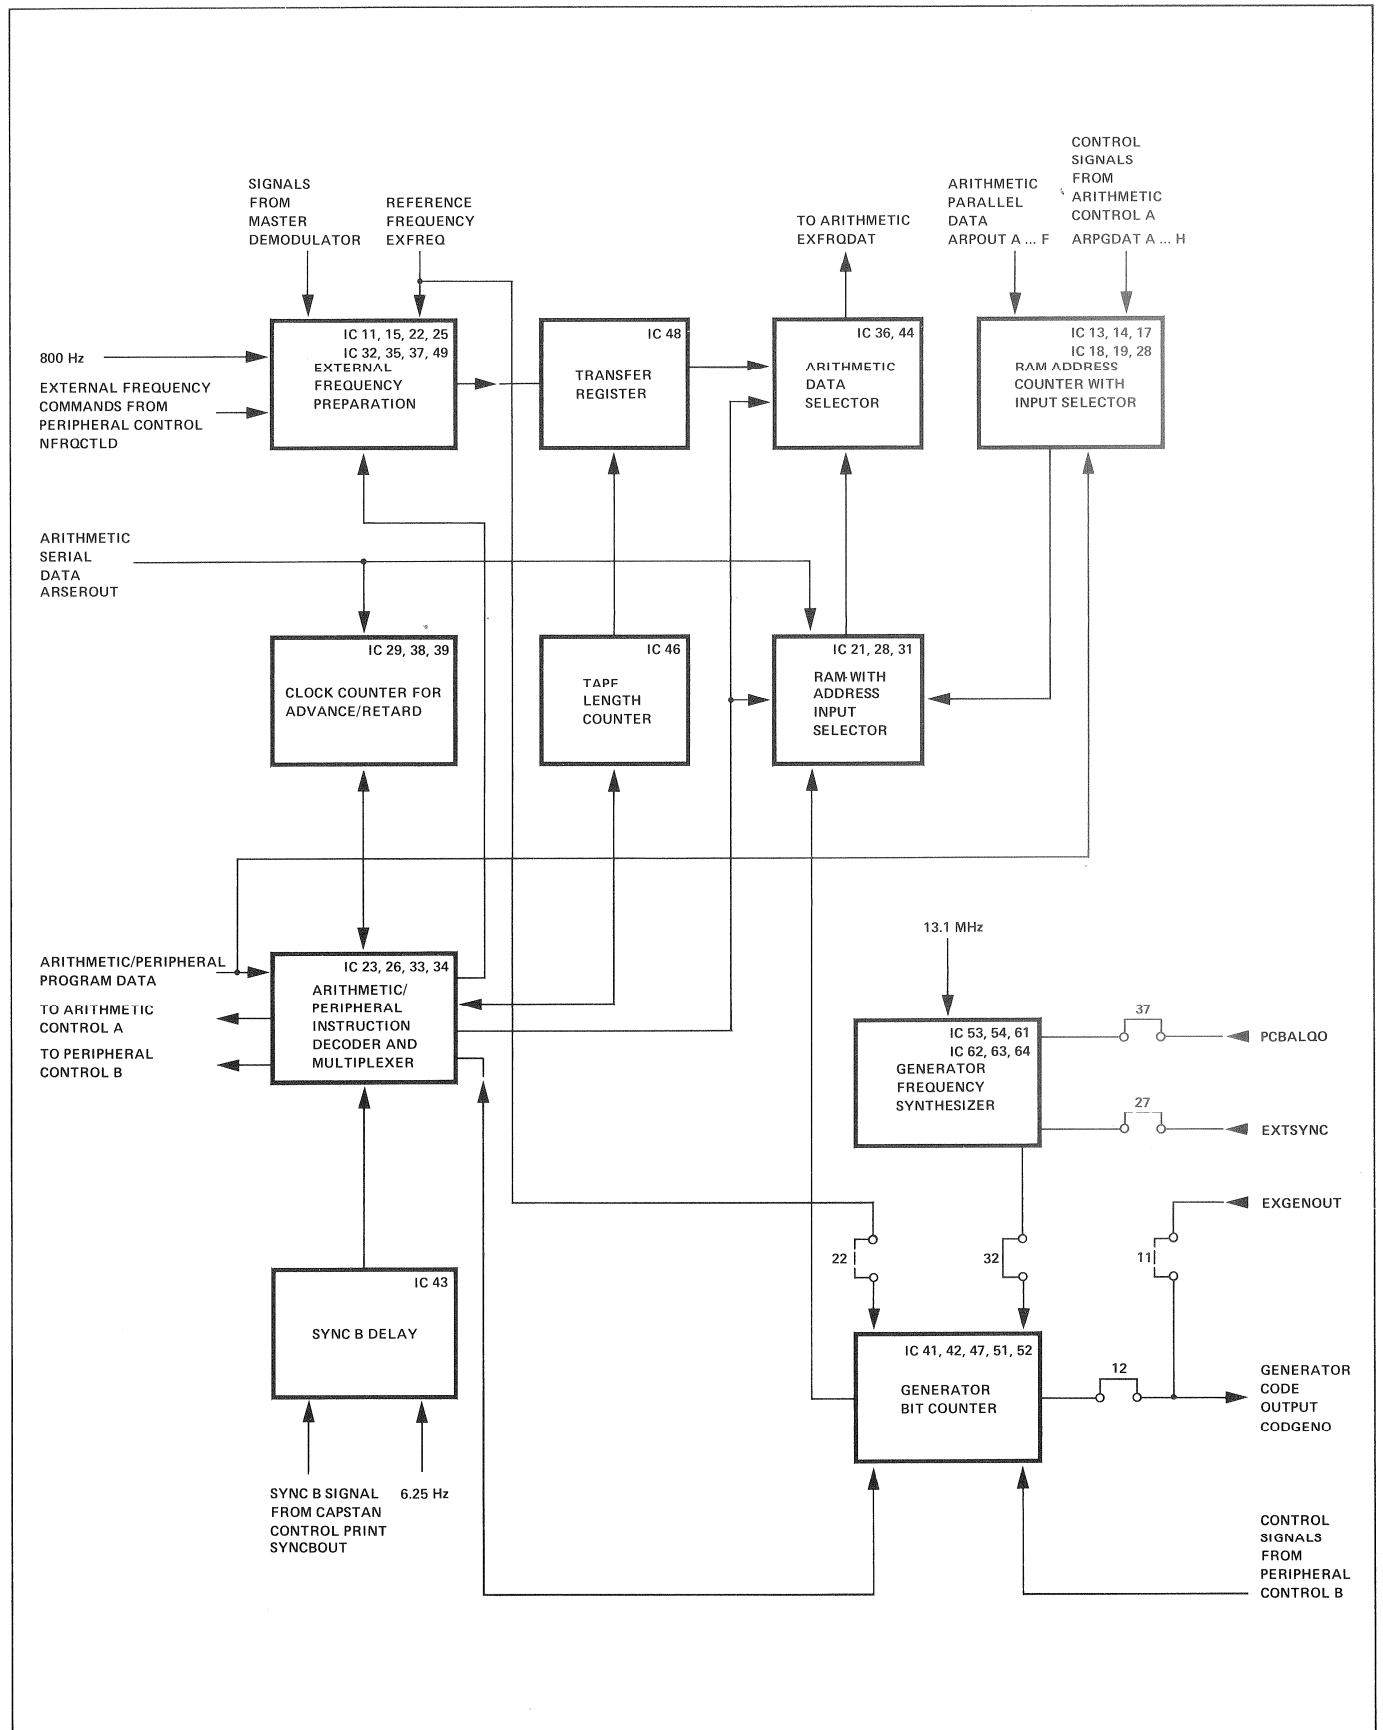 SIGNALS
FROM
MASTER
DEMODULATOR
REFERENCE
FREQUENCY
EXFREQ
TO ARITHMETIC
EXFRQDAT
ARITHMETIC
PARALLEL
DATA
ARPOUT A ... F
CONTROL
SIGNALS
FROM
ARITHMETIC
CONTROL A
ARPGDAT A ... H
800 Hz
EXTERNAL FREQUENCY
COMMANDS FROM
PERIPHERAL CONTROL
NFRQCTLD
IC 11, 15, 22, 25
IC 32, 35, 37, 49
EXTERNAL
FREQUENCY
PREPARATION
IC 48
TRANSFER
REGISTER
IC 36, 44
ARITHMETIC
DATA
SELECTOR
IC 13, 14, 17
IC 18, 19, 28
RAM ADDRESS
COUNTER WITH
INPUT SELECTOR
ARITHMETIC
SERIAL
DATA
ARSEROUT
IC 29, 38, 39
CLOCK COUNTER FOR
ADVANCE/RETARD
IC 46
TAPE
LENGTH
COUNTER
IC 21, 28, 31
RAM-WITH
ADDRESS
INPUT
SELECTOR
ARITHMETIC/PERIPHERAL
PROGRAM DATA
TO ARITHMETIC
CONTROL A
TO PERIPHERAL
CONTROL B
IC 23, 26, 33, 34
ARITHMETIC/
PERIPHERAL
INSTRUCTION
DECODER AND
MULTIPLEXER
13.1 MHz
IC 53, 54, 61
IC 62, 63, 64
GENERATOR
FREQUENCY
SYNTHESIZER
37
PCBALQO
27
EXTSYNC
EXGENOUT
22
32
11
IC 43
SYNC B DELAY
IC 41, 42, 47, 51, 52
GENERATOR
BIT COUNTER
12
GENERATOR
CODE
OUTPUT
CODGENO
SYNC B SIGNAL
FROM CAPSTAN
CONTROL PRINT
SYNCBOUT
6.25 Hz
CONTROL
SIGNALS
FROM
PERIPHERAL
CONTROL B